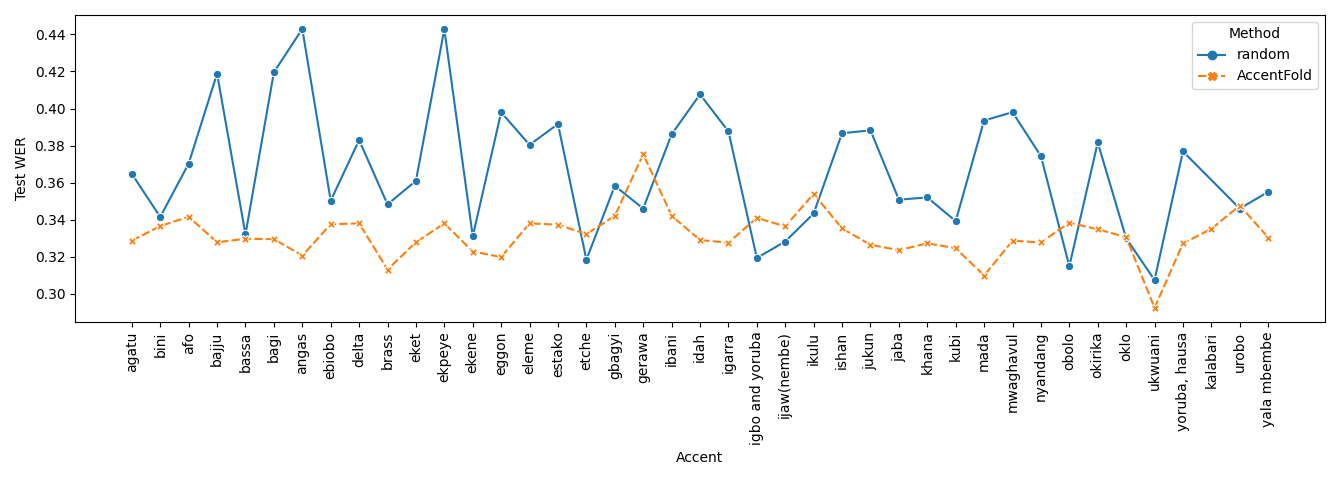 Method
random
AccentFold
Test WER
0.44
0.42
0.40
0.38
0.36
0.34
0.32
0.30
agatu
bini
afo
bajju
bassa
bagi
angas
ebiobo
delta
brass
eket
ekpeye
ekene
eggon
eleme
estako
etche
gbagyi
gerawa
ibani
idah
igarra
igbo and yoruba
ijaw(nembe)
ikulu
ishan
jukun
jaba
khana
kubi
mada
mwaghavul
nyandang
obolo
okirika
oklo
ukwuani
yoruba, hausa
kalabari
urobo
yala mbembe
Accent